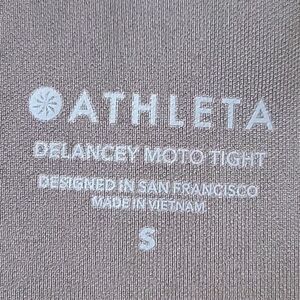 ATHLETA
DELANCEY MOTO TIGHT
DESIGNED IN SAN FRANCISCO
MADE IN VIETNAM
S